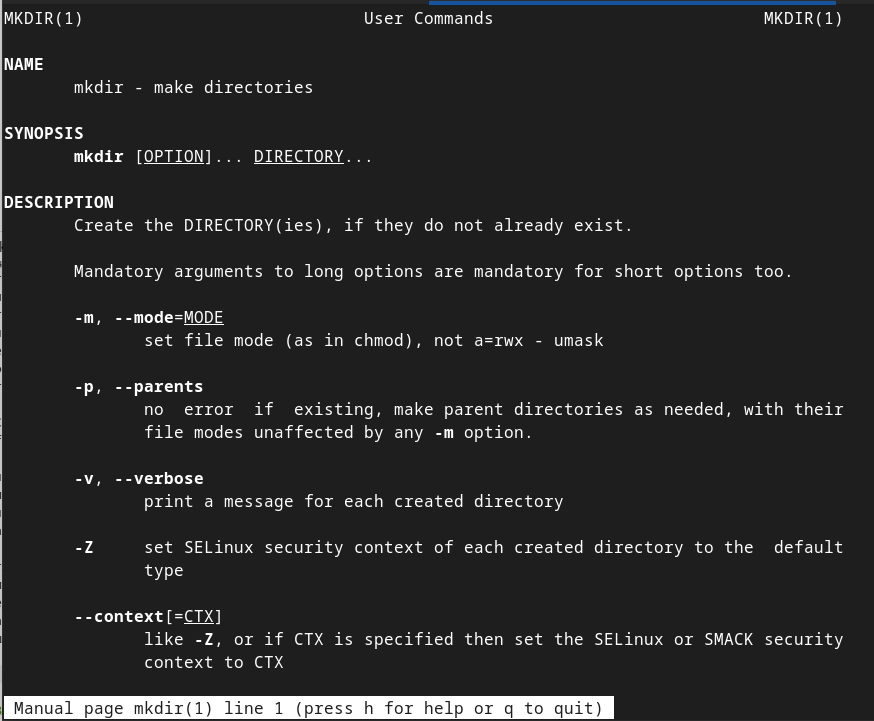 MKDIR(1) User Commands MKDIR(1)
NAME
mkdir - make directories
SYNOPSIS
mkdir [OPTION]... DIRECTORY...
DESCRIPTION
Create the DIRECTORY(ies), if they do not already exist.
Mandatory arguments to long options are mandatory for short options too.
-m, --mode=MODE
set file mode (as in chmod), not a=rwx - umask
-p, --parents
no error if existing, make parent directories as needed, with their
file modes unaffected by any -m option.
-v, --verbose
print a message for each created directory
-Z set SELinux security context of each created directory to the default
type
--context[=CTX]
like -Z, or if CTX is specified then set the SELinux or SMACK security
context to CTX
Manual page mkdir(1) line 1 (press h for help or q to quit)